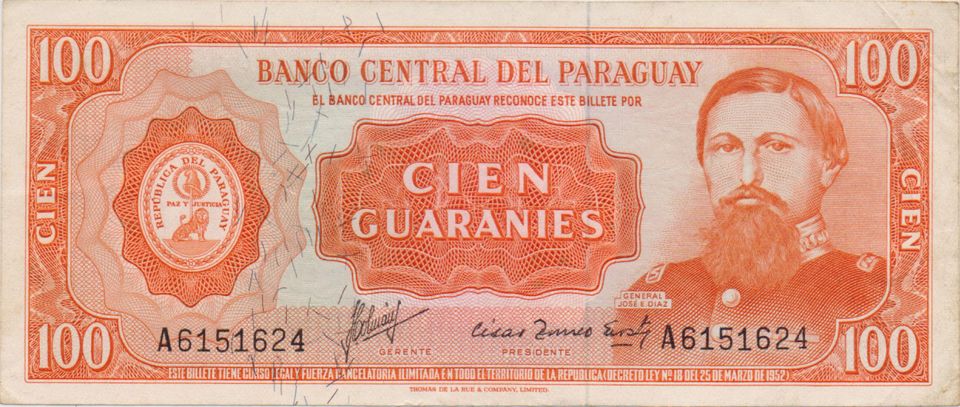 100
100
BANCO CENTRAL DEL PARAGUAY
EL BANCO CENTRAL DEL PARAGUAY RECONOCE ESTE BILLETE POR
CIEN
CIEN
REPÚBLICA DEL PARAGUAY
PAZ Y JUSTICIA
CIEN
GUARANIES
GENERAL
JOSÉ E. DIAZ
100
100
A6151624
A6151624
GERENTE
PRESIDENTE
ESTE BILLETE TIENE CURSO LEGAL Y FUERZA CANCELATORIA ILIMITADA EN TODO EL TERRITORIO DE LA REPUBLICA (DECRETO LEY Nº 18 DEL 25 DE MARZO DE 1952)
THOMAS DE LA RUE & COMPANY, LIMITED.